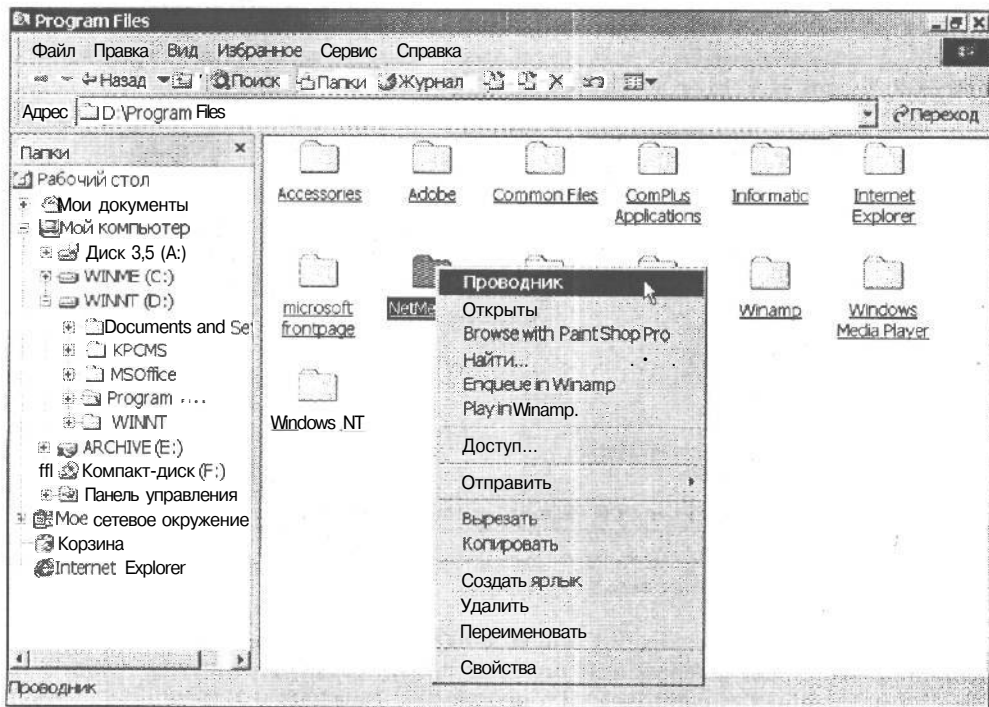 Program Files
Файл Правка Вид Избранное Сервис Справка
Назад Поиск Папки Журнал
Адрес D:\Program Files Переход
Папки
Рабочий стол
Мои документы
Мой компьютер
Диск 3,5 (A:)
WINME (C:)
WINNT (D:)
Documents and Se
KPCMS
MSOffice
Program
WINNT
ARCHIVE (E:)
Компакт-диск (F:)
Панель управления
Мое сетевое окружение
Корзина
Internet Explorer
Accessories
Adobe
Common Files
ComPlus
Applications
Informatic
Internet
Explorer
microsoft
frontpage
NetMe
Winamp
Windows
Media Player
Windows NT
Проводник
Открыты
Browse with Paint Shop Pro
Найти...
Enqueue in Winamp
Play in Winamp.
Доступ...
Отправить
Вырезать
Копировать
Создать ярлык
Удалить
Переименовать
Свойства
Проводник